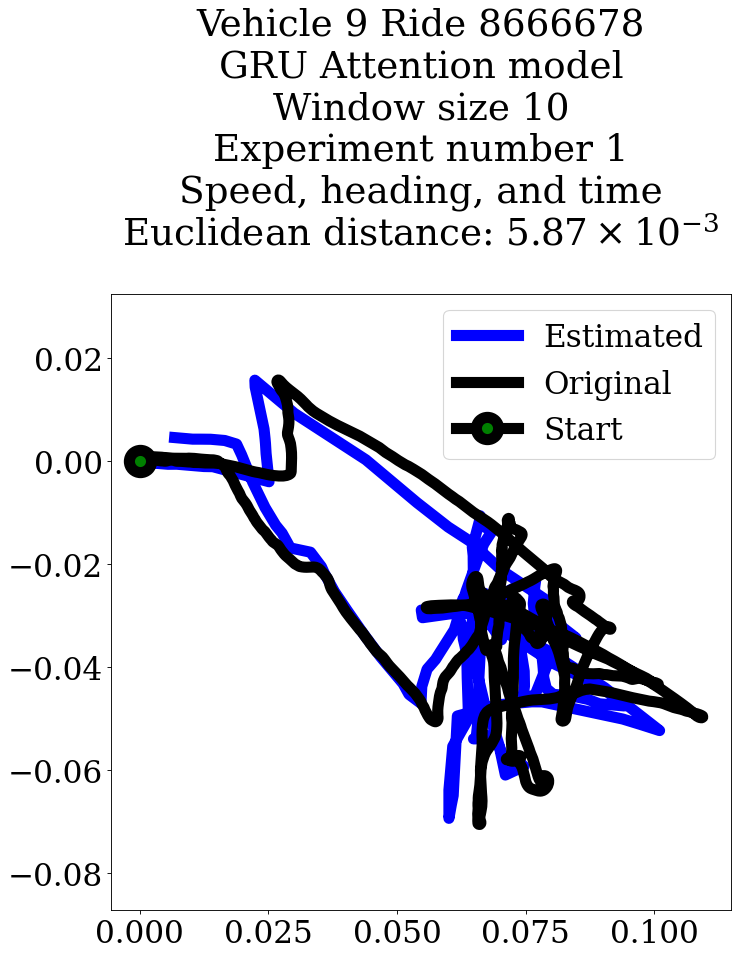 Vehicle 9 Ride 8666678
GRU Attention model
Window size 10
Experiment number 1
Speed, heading, and time
Euclidean distance: 5.87 × 10⁻³
Estimated
Original
Start
0.02
0.00
−0.02
−0.04
−0.06
−0.08
0.000 0.025 0.050 0.075 0.100